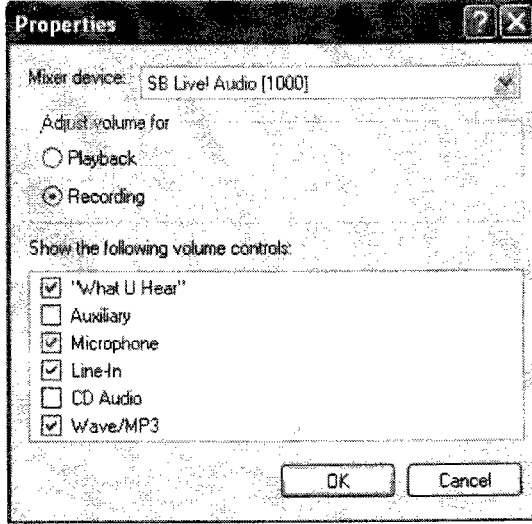 Properties
Mixer device: SB Live! Audio [1000]
Adjust volume for
Playback
Recording
Show the following volume controls:
"What U Hear"
Auxiliary
Microphone
Line-In
CD Audio
Wave/MP3
OK Cancel